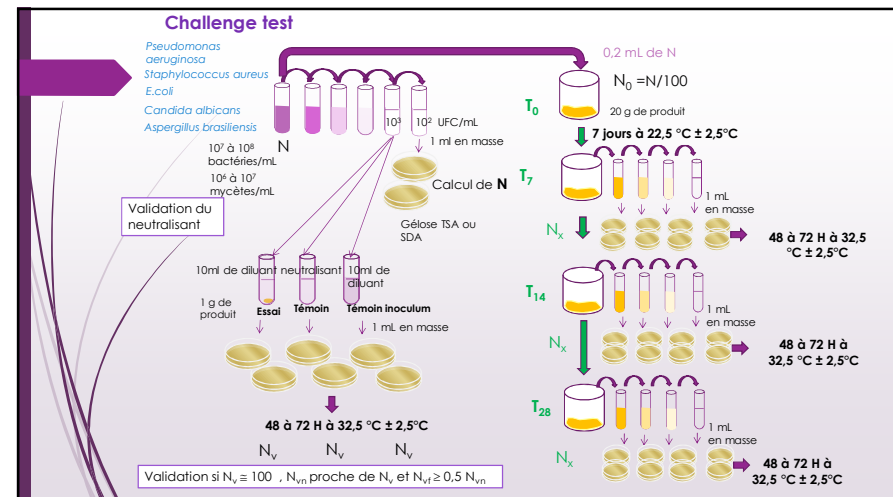 Challenge test
Pseudomonas
aeruginosa
Staphylococcus aureus
E.coli
Candida albicans
Aspergillus brasiliensis
N
10⁷ à 10⁸
bactéries/mL
10⁶ à 10⁷
mycètes/mL
10³
10² UFC/mL
1 ml en masse
Calcul de N
Gélose TSA ou
SDA
Validation du
neutralisant
10ml de diluant neutralisant
10ml de
diluant
1 g de
produit
Essai
Témoin
Témoin inoculum
1 mL en masse
48 à 72 H à 32,5 °C ± 2,5°C
Nᵥ
Nᵥ
Nᵥ
Validation si Nᵥ ≅ 100 , Nᵥₙ proche de Nᵥ et Nᵥf ≥ 0,5 Nᵥₙ
0,2 mL de N
N₀ =N/100
T₀
20 g de produit
7 jours à 22,5 °C ± 2,5°C
T₇
1 mL
en masse
Nₓ
48 à 72 H à 32,5
°C ± 2,5°C
T₁₄
1 mL
en masse
Nₓ
48 à 72 H à
32,5 °C ± 2,5°C
T₂₈
1 mL
en masse
Nₓ
48 à 72 H à
32,5 °C ± 2,5°C